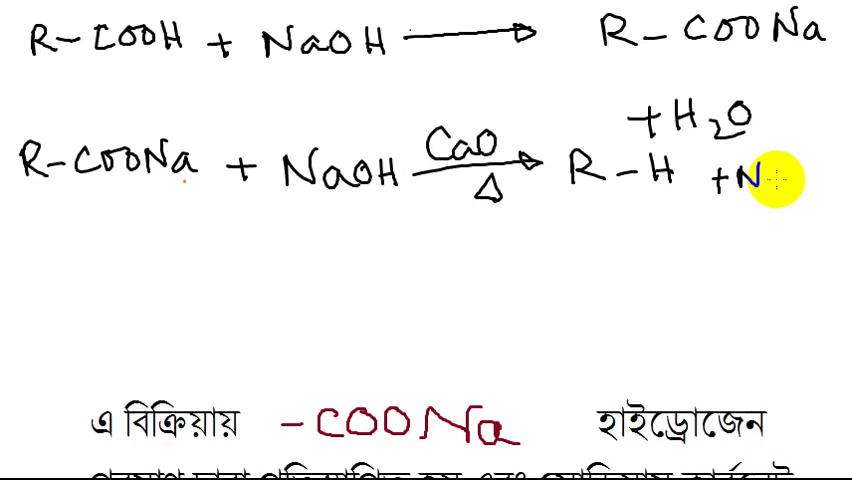 R-COOH + NaOH ⟶ R-COONa
+H₂O
R-COONa + NaOH CaO ⟶ Δ R-H +N
এ বিক্রিয়ায় -COONa হাইড্রোজেন